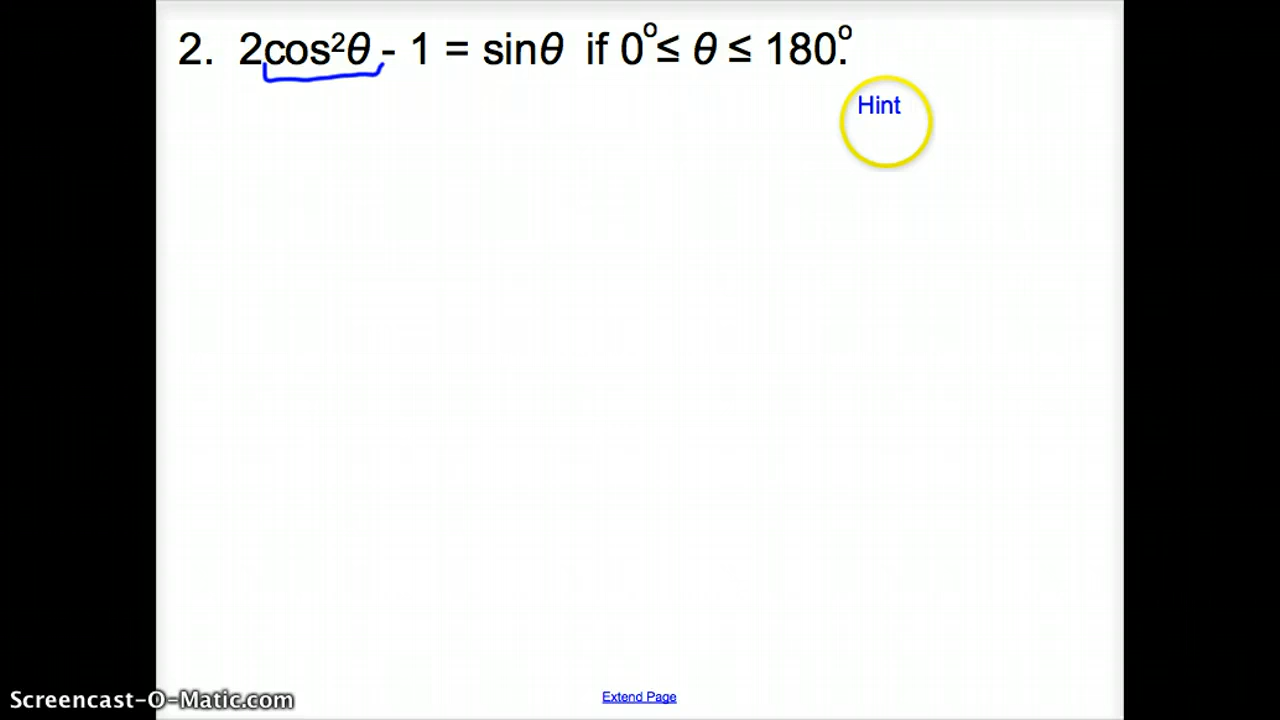 2. 2cos²θ - 1 = sinθ if 0° ≤ θ ≤ 180°.
Hint
Extend Page
Screencast-O-Matic.com